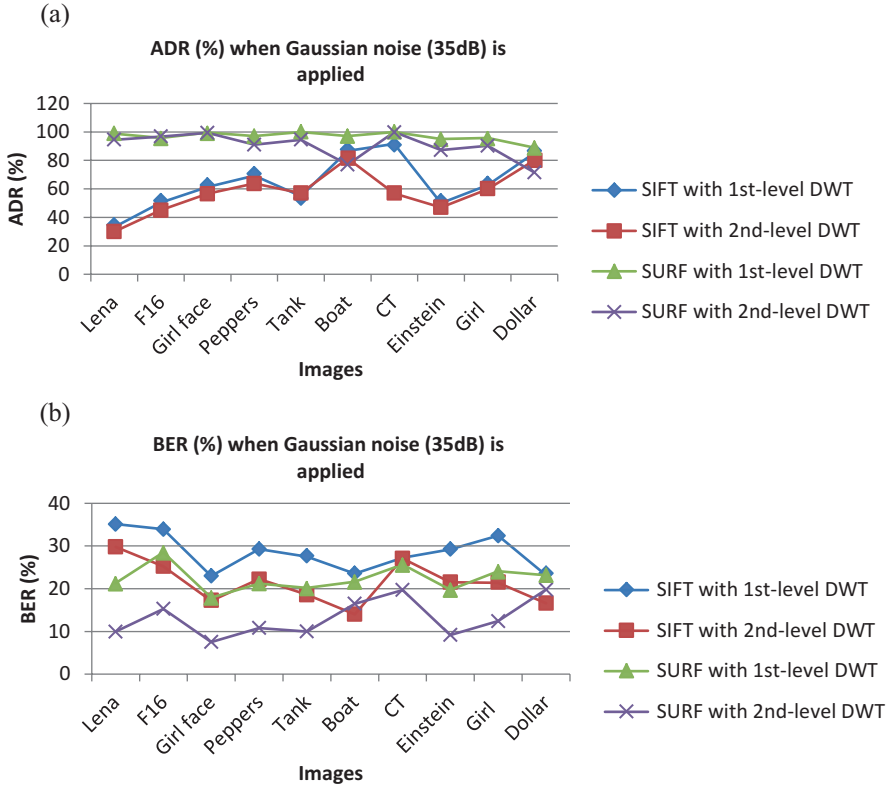 (a)
ADR (%) when Gaussian noise (35dB) is
applied
120
100
80
60
40
20
0
ADR (%)
Lena
F16
Girl face
Peppers
Tank
Boat
CT
Einstein
Girl
Dollar
Images
SIFT with 1st-level DWT
SIFT with 2nd-level DWT
SURF with 1st-level DWT
SURF with 2nd-level DWT
(b)
BER (%) when Gaussian noise (35dB) is
applied
40
30
20
10
0
BER (%)
Lena
F16
Girl face
Peppers
Tank
Boat
CT
Einstein
Girl
Dollar
Images
SIFT with 1st-level DWT
SIFT with 2nd-level DWT
SURF with 1st-level DWT
SURF with 2nd-level DWT